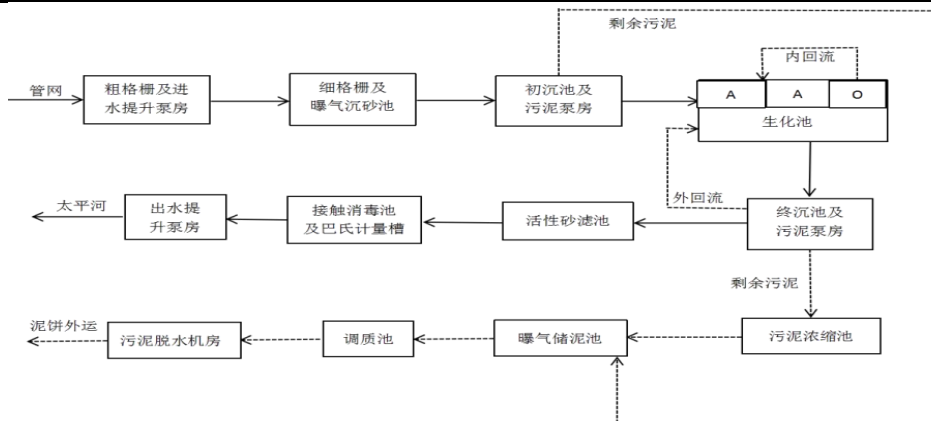 剩余污泥
内回流
管网
粗格栅及进
水提升泵房
细格栅及
曝气沉砂池
初沉池及
污泥泵房
A A O
生化池
外回流
太平河
出水提
升泵房
接触消毒池
及巴氏计量槽
活性砂滤池
终沉池及
污泥泵房
剩余污泥
泥饼外运
污泥脱水机房
调质池
曝气储泥池
污泥浓缩池